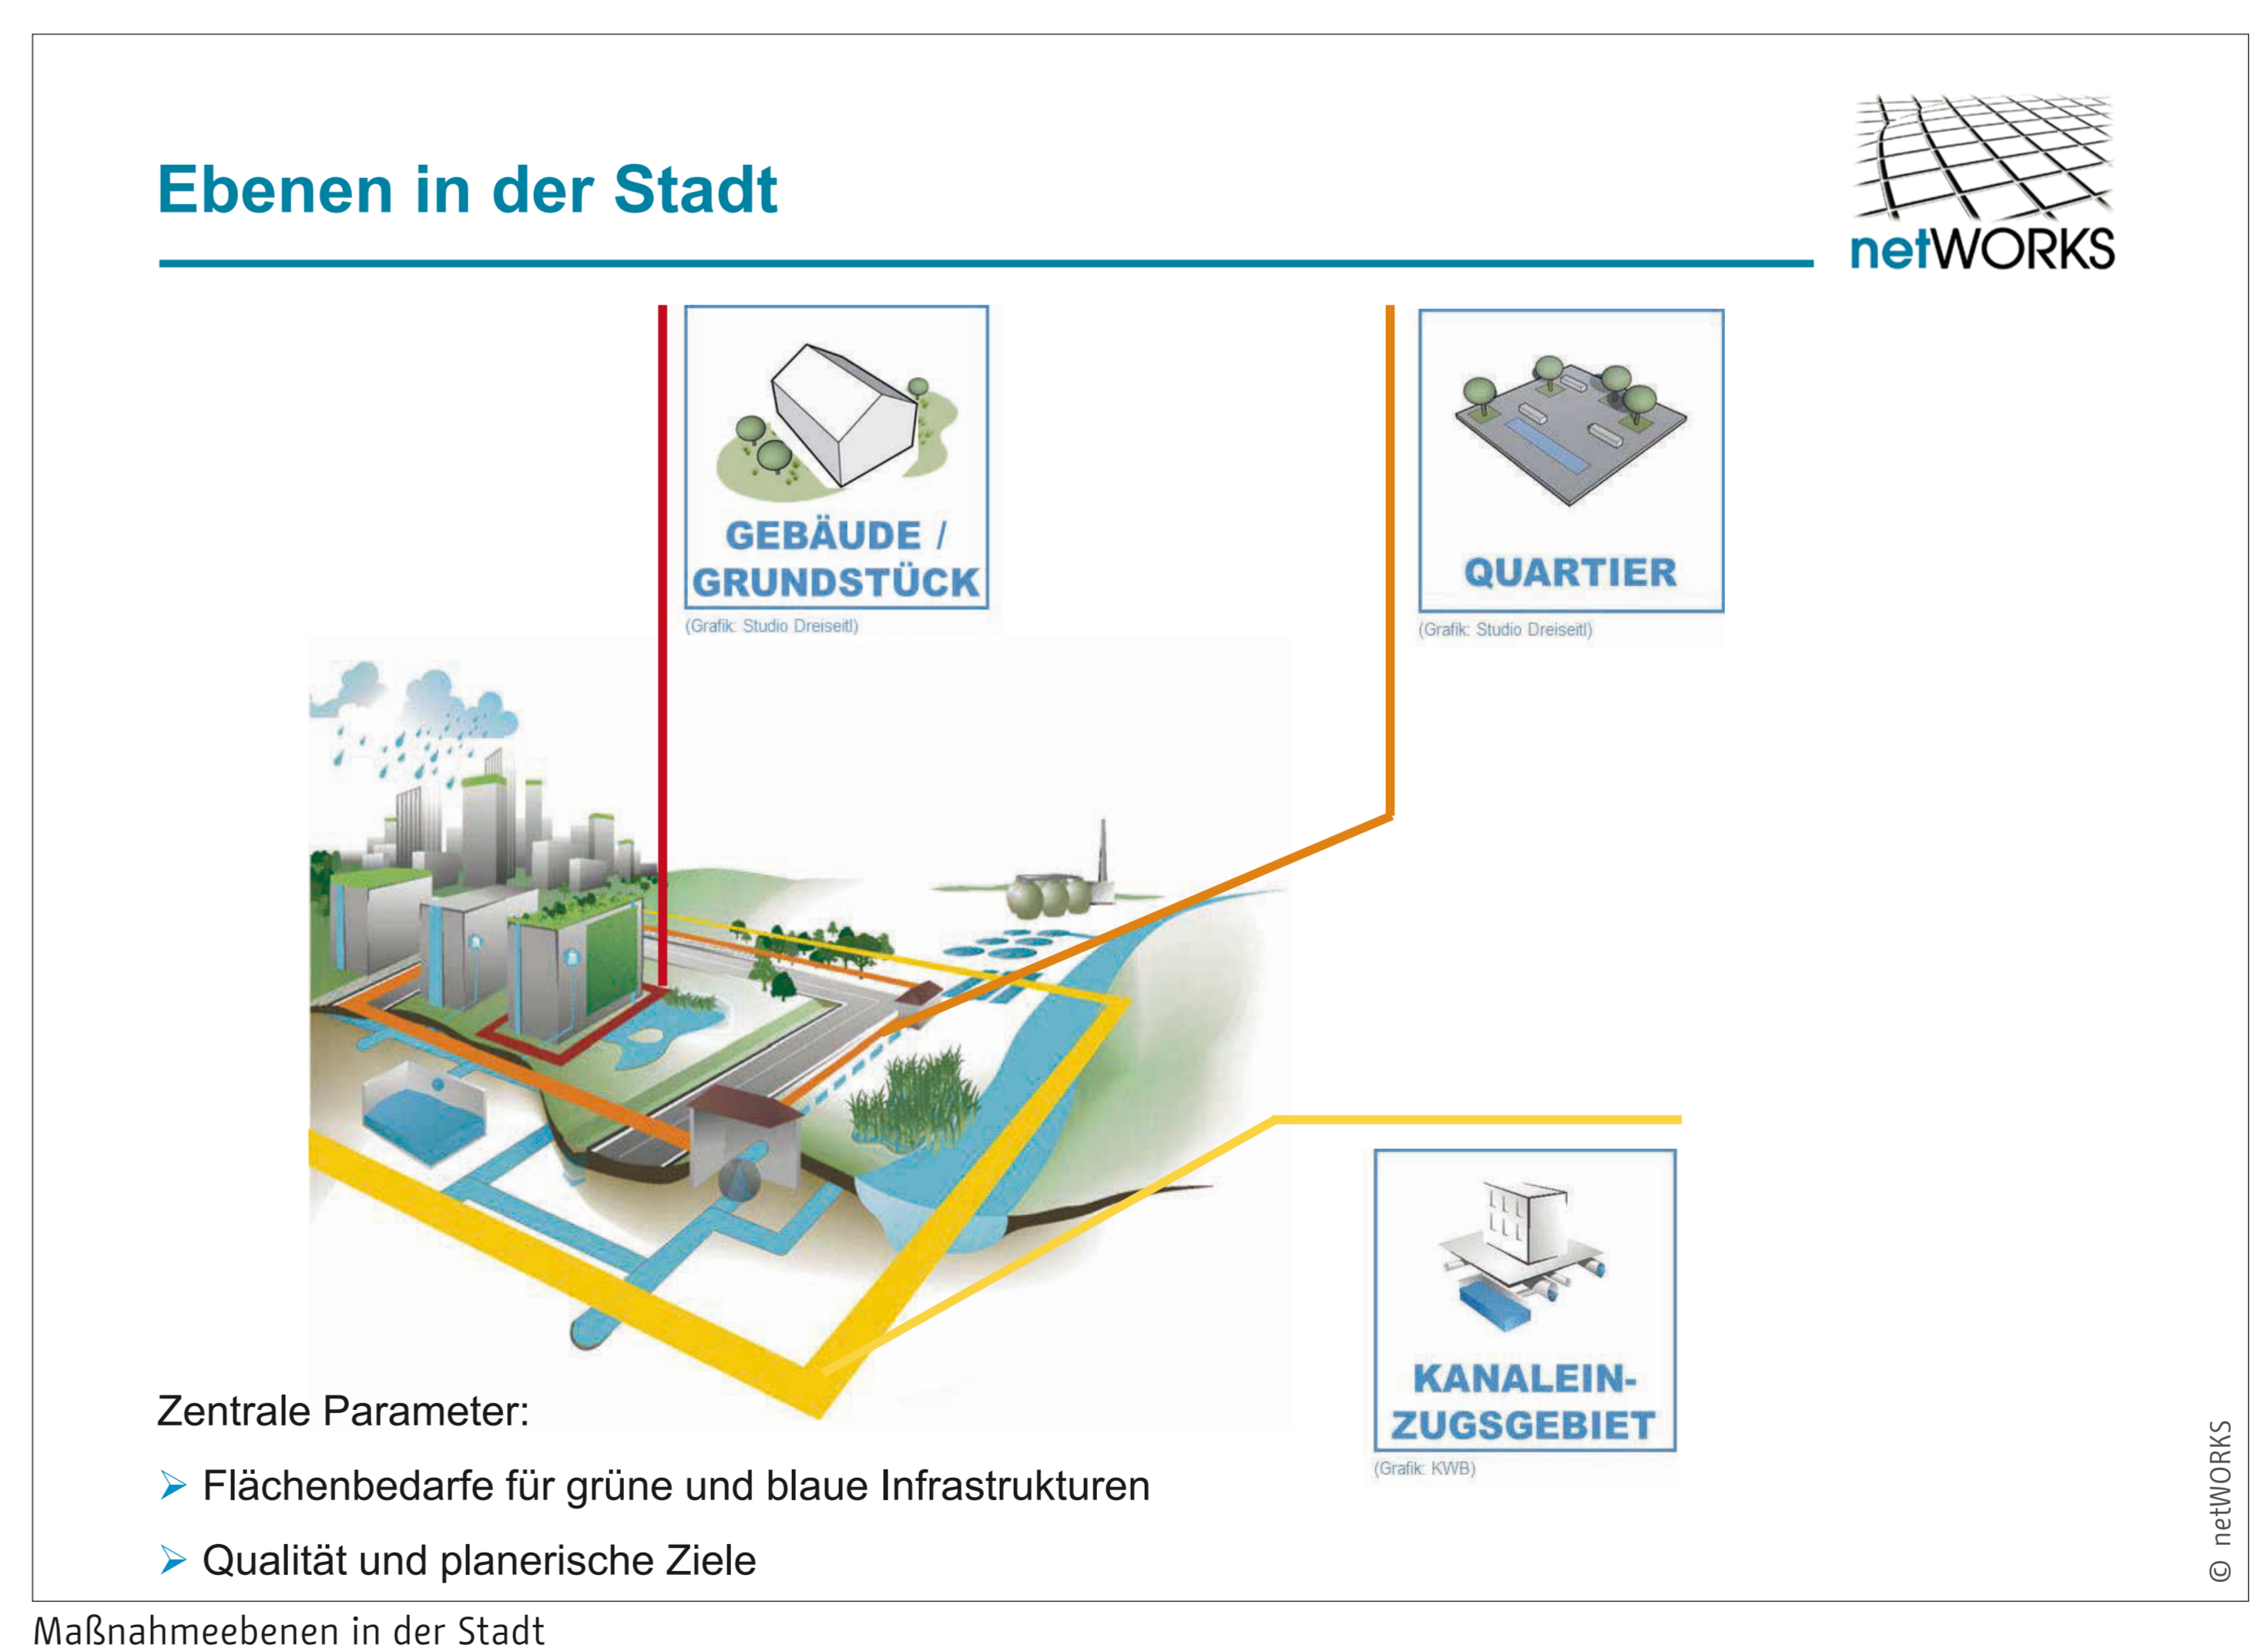 Ebenen in der Stadt
netWORKS
GEBÄUDE /
GRUNDSTÜCK
(Grafik: Studio Dreiseitl)
QUARTIER
(Grafik: Studio Dreiseitl)
KANALEIN-
ZUGSGEBIET
(Grafik: KWB)
Zentrale Parameter:
Flächenbedarfe für grüne und blaue Infrastrukturen
Qualität und planerische Ziele
© netWORKS
Maßnahmeebenen in der Stadt